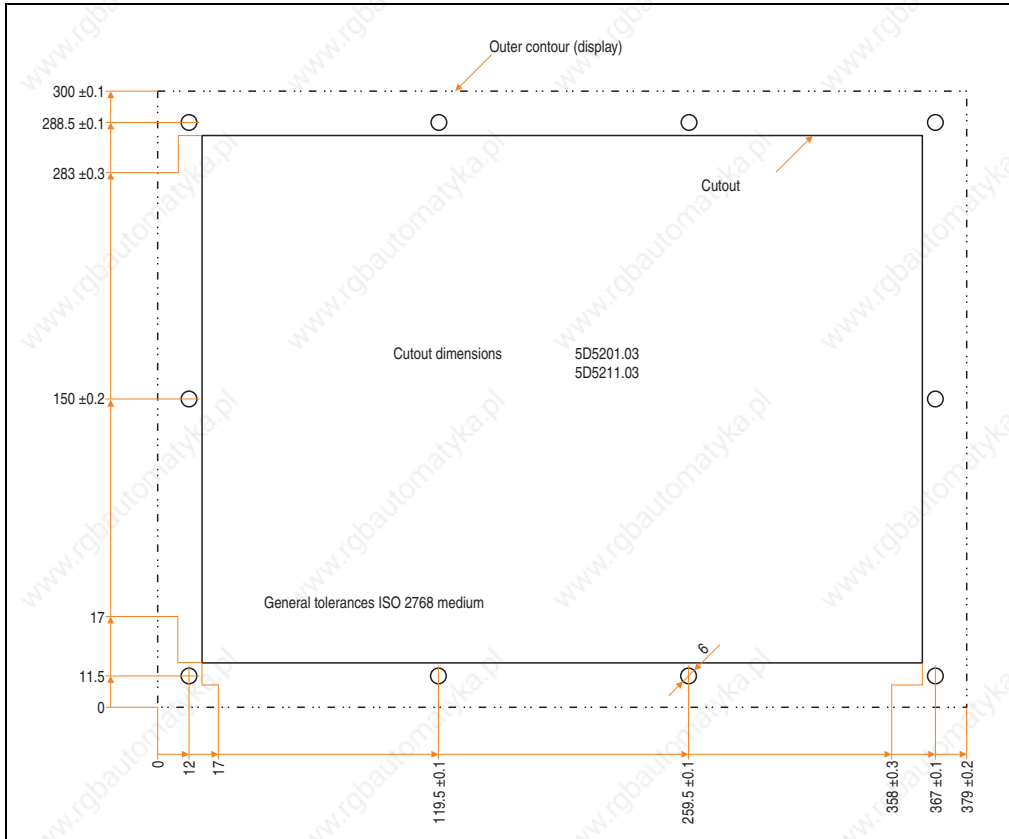 Outer contour (display)
300 ±0.1
288.5 ±0.1
283 ±0.3
Cutout
Cutout dimensions 5D5201.03
5D5211.03
150 ±0.2
General tolerances ISO 2768 medium
17
6
11.5
0
0
12
17
119.5 ±0.1
259.5 ±0.1
358 ±0.3
367 ±0.1
379 ±0.2
www.rgbautomatyka.pl